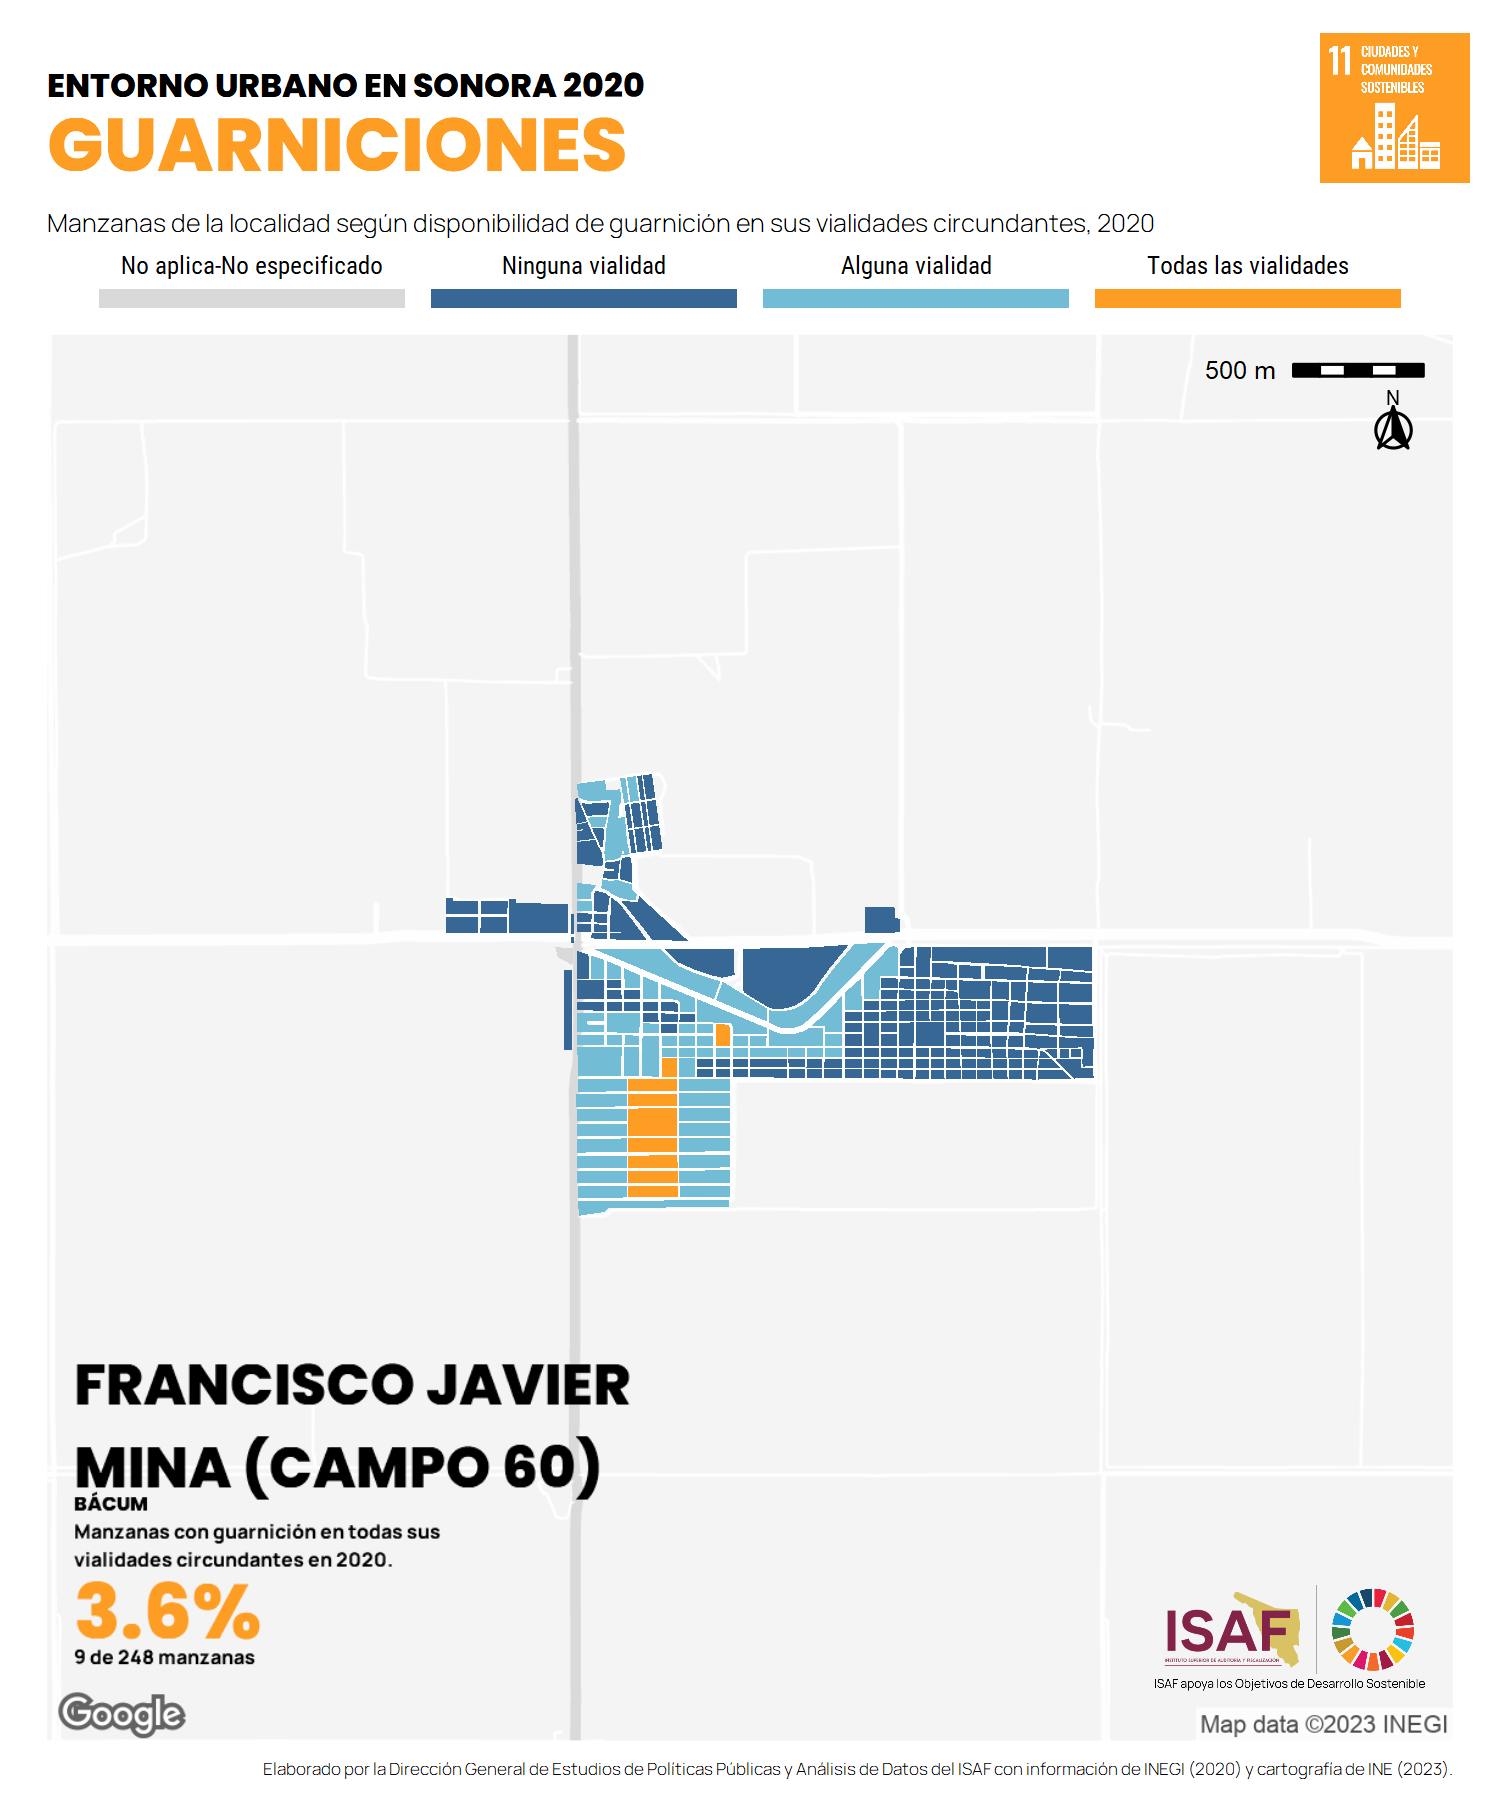 ENTORNO URBANO EN SONORA 2020
GUARNICIONES
11 CIUDADES Y
COMUNIDADES
SOSTENIBLES
Manzanas de la localidad según disponibilidad de guarnición en sus vialidades circundantes, 2020
No aplica-No especificado
Ninguna vialidad
Alguna vialidad
Todas las vialidades
500 m
N
FRANCISCO JAVIER
MINA (CAMPO 60)
BÁCUM
Manzanas con guarnición en todas sus
vialidades circundantes en 2020.
3.6%
9 de 248 manzanas
Google
ISAF
INSTITUTO SUPERIOR DE AUDITORÍA Y FISCALIZACIÓN
ISAF apoya los Objetivos de Desarrollo Sostenible
Map data ©2023 INEGI
Elaborado por la Dirección General de Estudios de Políticas Públicas y Análisis de Datos del ISAF con información de INEGI (2020) y cartografía de INE (2023).